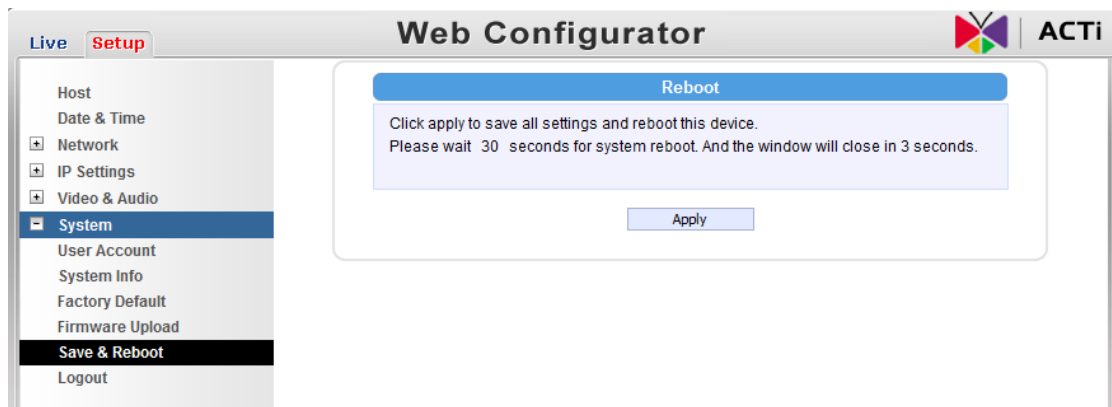 Live
Setup
Web Configurator
ACTi
Host
Date & Time
Network
IP Settings
Video & Audio
System
User Account
System Info
Factory Default
Firmware Upload
Save & Reboot
Logout
Reboot
Click apply to save all settings and reboot this device.
Please wait 30 seconds for system reboot. And the window will close in 3 seconds.
Apply